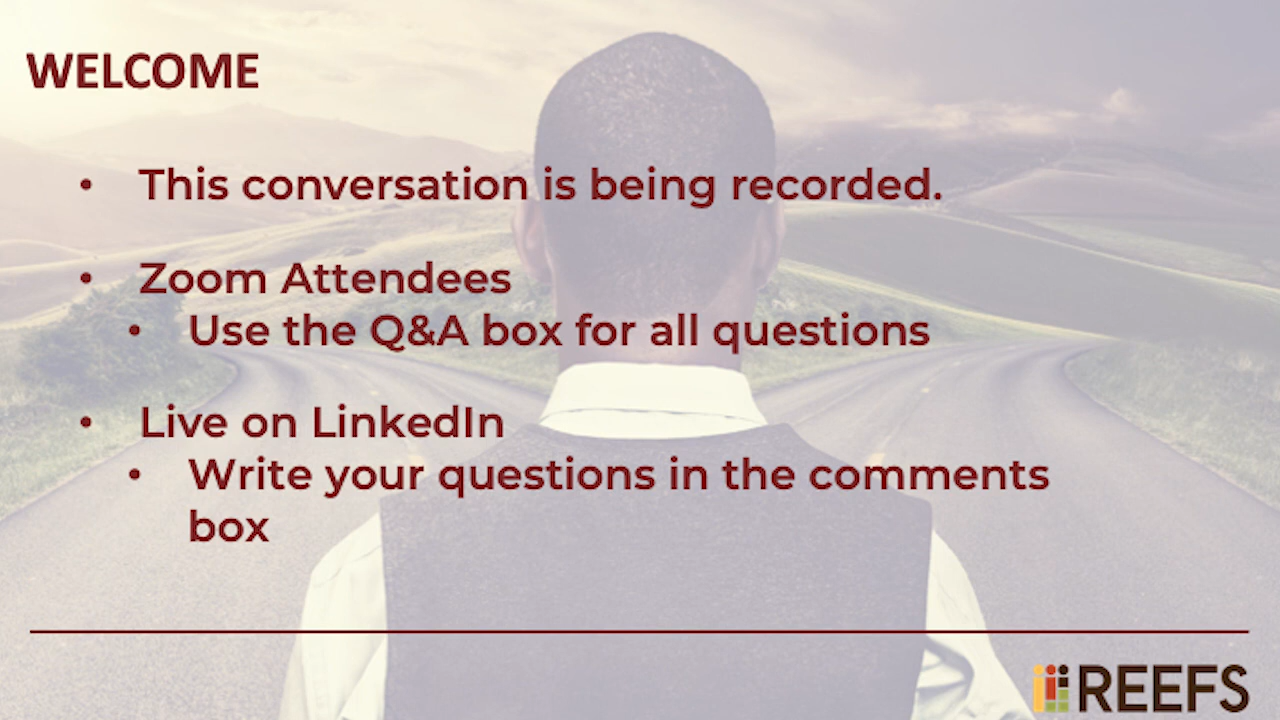 WELCOME
• This conversation is being recorded.
• Zoom Attendees
• Use the Q&A box for all questions
• Live on LinkedIn
• Write your questions in the comments
box
REEFS